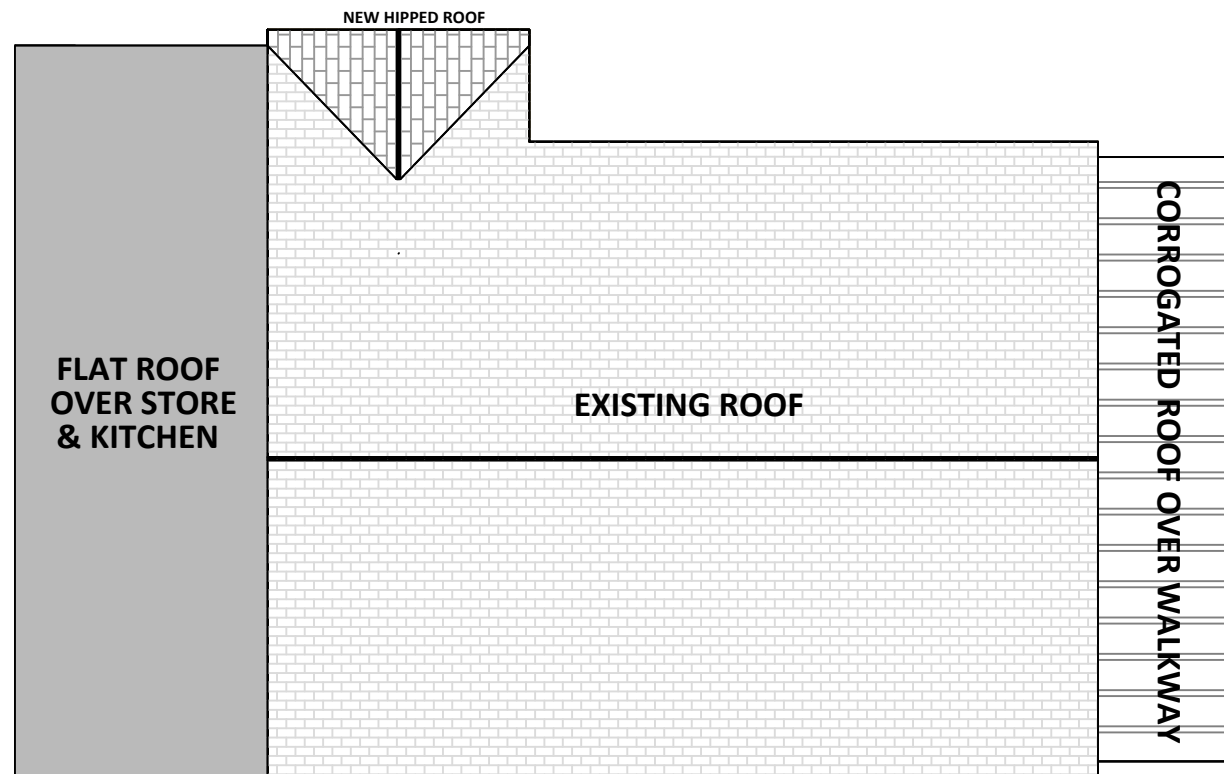 NEW HIPPED ROOF
FLAT ROOF
OVER STORE
& KITCHEN
EXISTING ROOF
CORROGATED ROOF OVER WALKWAY